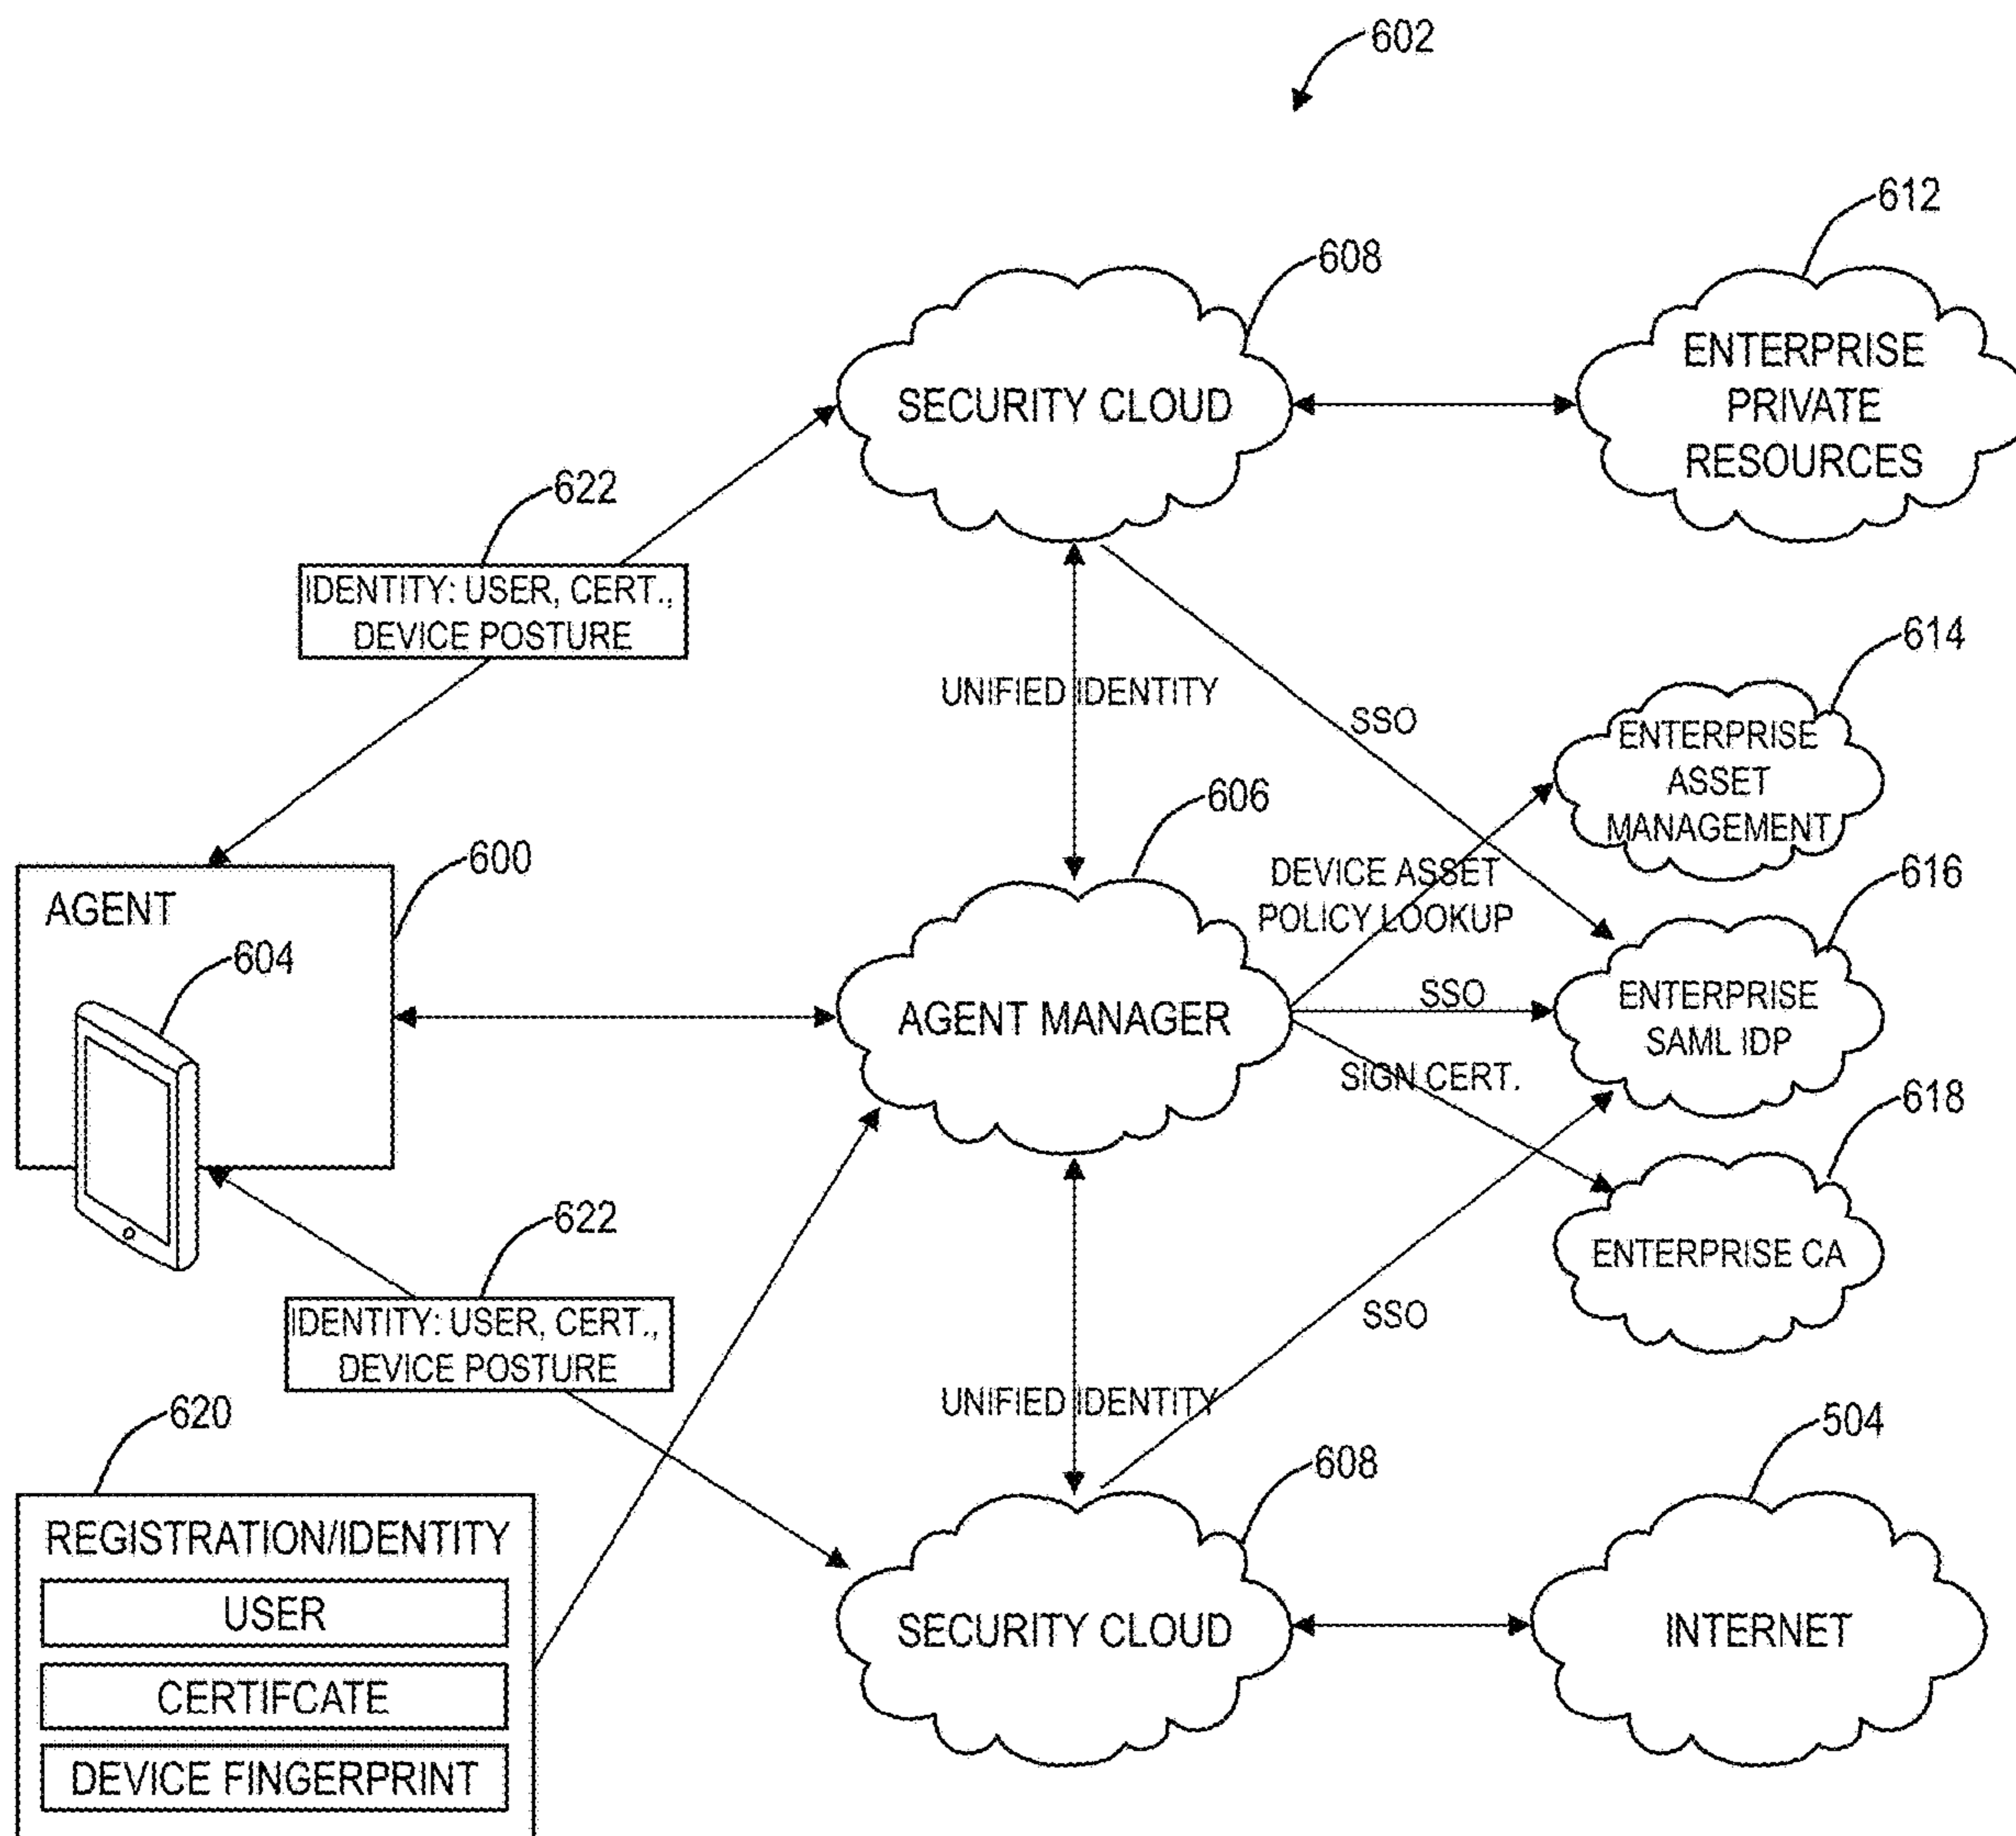 602
612
608
ENTERPRISE
PRIVATE
RESOURCES
SECURITY CLOUD
622
IDENTITY: USER, CERT.,
DEVICE POSTURE
614
UNIFIED IDENTITY
SSO
ENTERPRISE
ASSET
MANAGEMENT
606
600
DEVICE ASSET
POLICY LOOKUP
616
AGENT
604
AGENT MANAGER
SSO
ENTERPRISE
SAML IDP
SIGN CERT.
618
622
ENTERPRISE CA
IDENTITY: USER, CERT.,
DEVICE POSTURE
SSO
UNIFIED IDENTITY
620
608
504
REGISTRATION/IDENTITY
USER
CERTIFCATE
DEVICE FINGERPRINT
SECURITY CLOUD
INTERNET